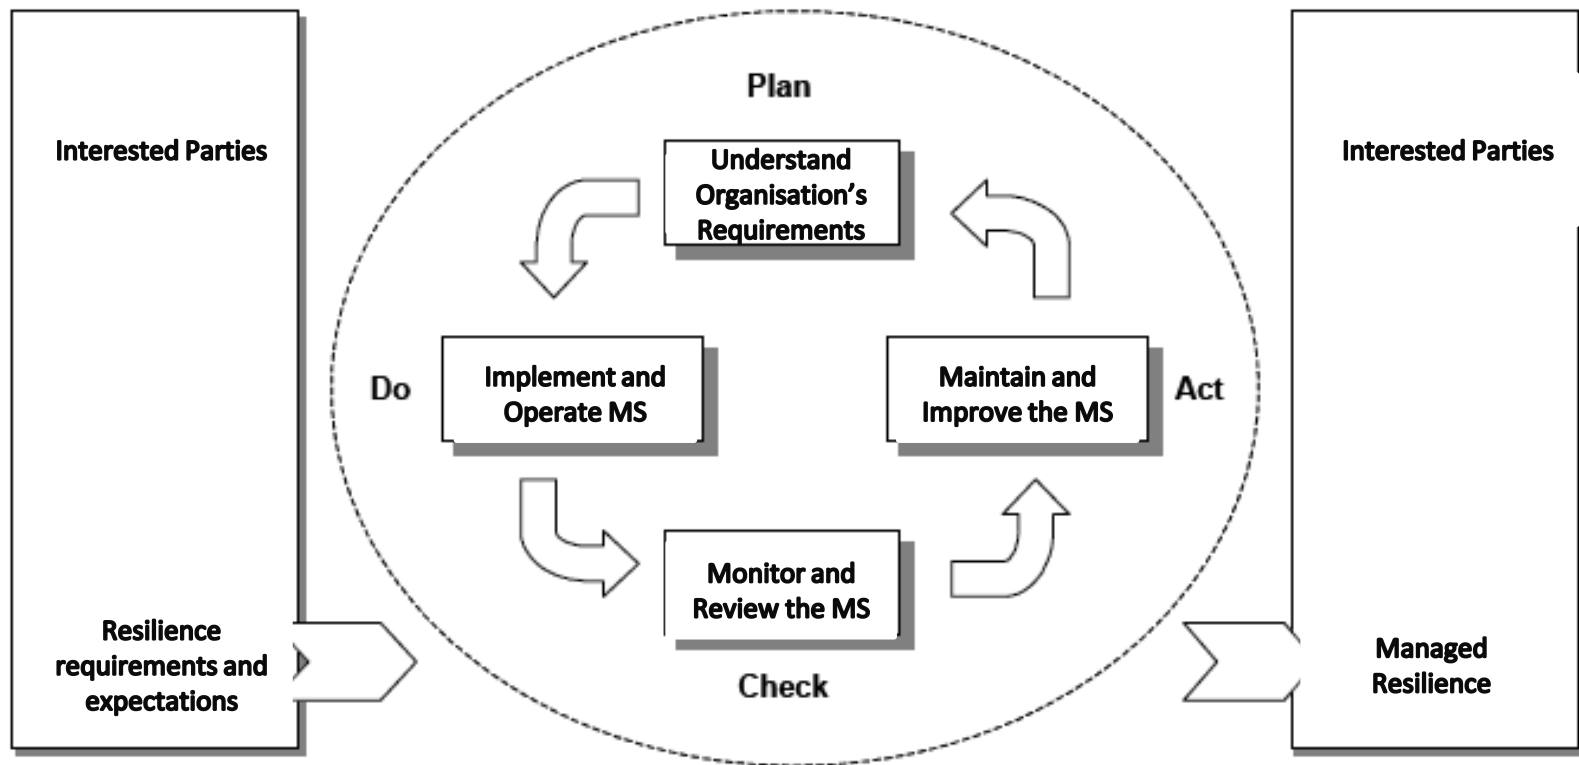 Interested Parties
Resilience
requirements and
expectations
Plan
Understand
Organisation's
Requirements
Do
Implement and
Operate MS
Maintain and
Improve the MS
Act
Monitor and
Review the MS
Check
Interested Parties
Managed
Resilience